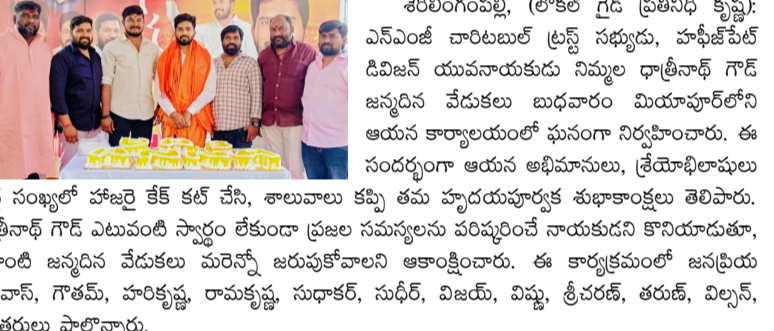 శేరిలింగంపల్లి, (లోకల్ గైడ్ ప్రతినిధి కృష్ణ):
ఎన్ఎంజీ చారిటబుల్ ట్రస్ట్ సభ్యుడు, హఫీజ్‌పేట్
డివిజన్ యువనాయకుడు నిమ్మల ధాత్రీనాథ్ గౌడ్
జన్మదిన వేడుకలు బుధవారం మియాపూర్‌లోని
ఆయన కార్యాలయంలో ఘనంగా నిర్వహించారు. ఈ
సందర్భంగా ఆయన అభిమానులు, శ్రేయోభిలాషులు
సంఖ్యలో హాజరై కేక్ కట్ చేసి, శాలువాలు కప్పి తమ హృదయపూర్వక శుభాకాంక్షలు తెలిపారు.
త్రీనాథ్ గౌడ్ ఎటువంటి స్వార్థం లేకుండా ప్రజల సమస్యలను పరిష్కరించే నాయకుడని కొనియాడుతూ,
ాంటి జన్మదిన వేడుకలు మరెన్నో జరుపుకోవాలని ఆకాంక్షించారు. ఈ కార్యక్రమంలో జనప్రియ
వాస్, గౌతమ్, హరికృష్ణ, రామకృష్ణ, సుధాకర్, సుధీర్, విజయ్, విష్ణు, శ్రీచరణ్, తరుణ్, విల్సన్,
తరులు పాల్గొన్నారు.